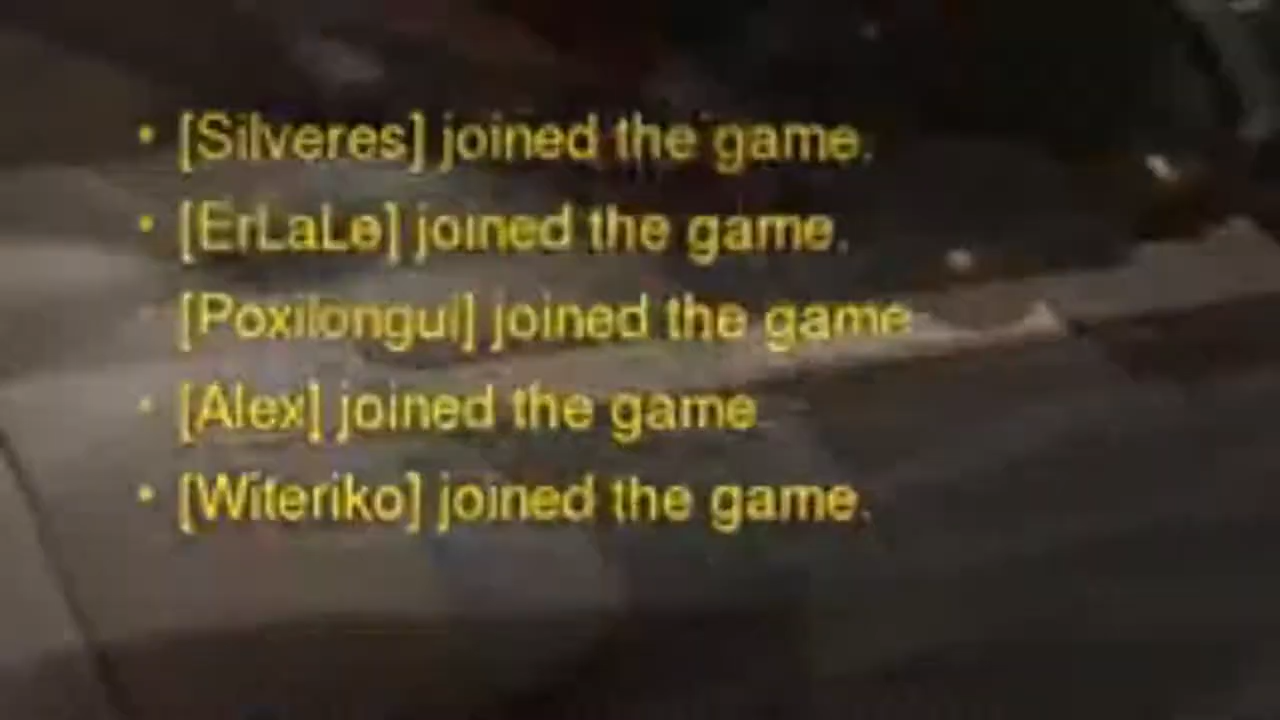 • [Silveres] joined the game.
• [ErLaLe] joined the game.
• [Poxilongui] joined the game.
• [Alex] joined the game.
• [Witeriko] joined the game.